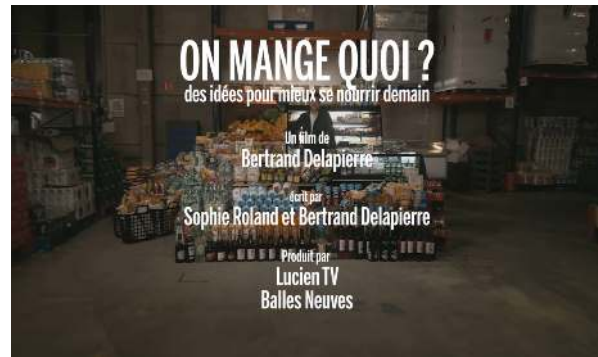 ON MANGE QUOI ?
des idées pour mieux se nourrir demain
Un film de
Bertrand Delapierre
écrit par
Sophie Roland et Bertrand Delapierre
Produit par
Lucien TV
Balles Neuves